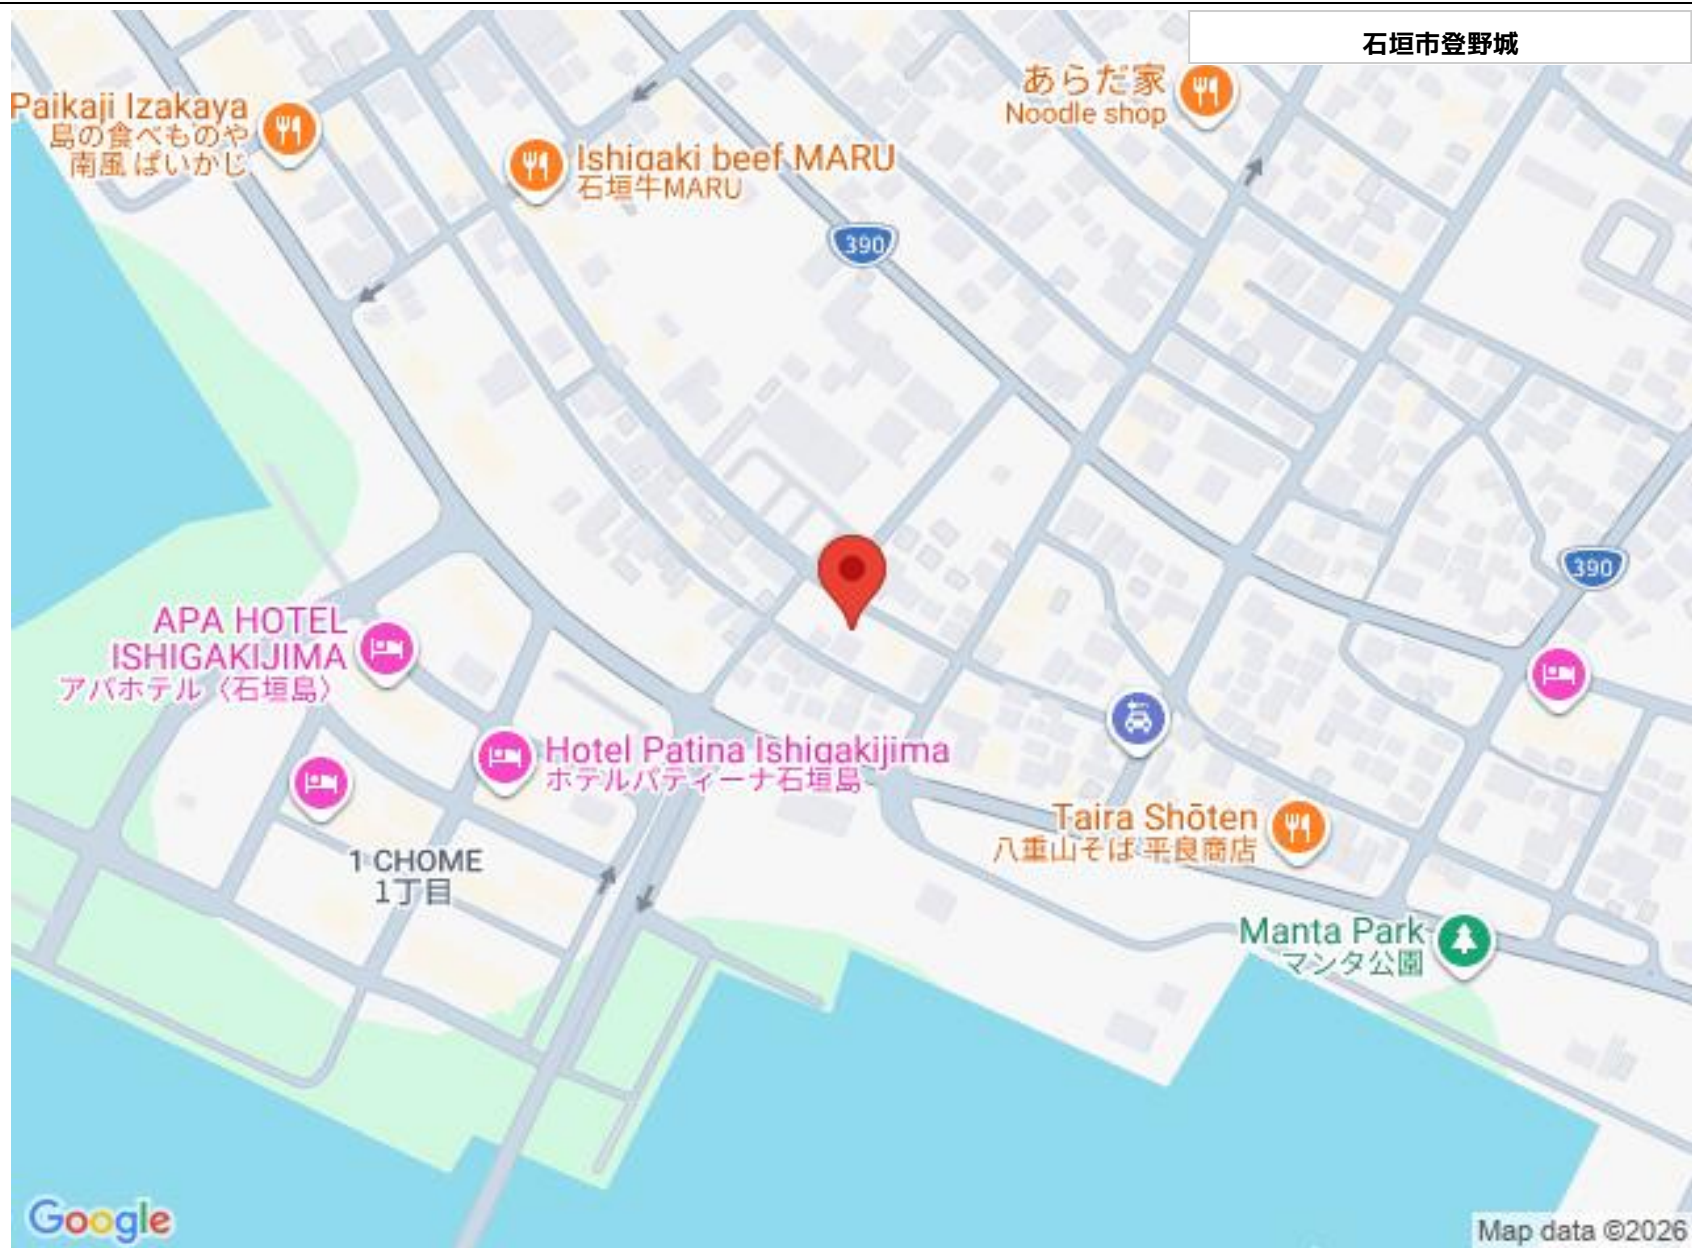 石垣市登野城
あらだ家
Noodle shop
Paikaji Izakaya
島の食べものや
南風 ぱいかじ
Ishigaki beef MARU
石垣牛MARU
390
390
APA HOTEL
ISHIGAKIJIMA
アパホテル〈石垣島〉
Hotel Patina Ishigakijima
ホテルパティーナ石垣島
Taira Shōten
八重山そば 平良商店
1 CHOME
1丁目
Manta Park
マンタ公園
Google
Map data ©2026